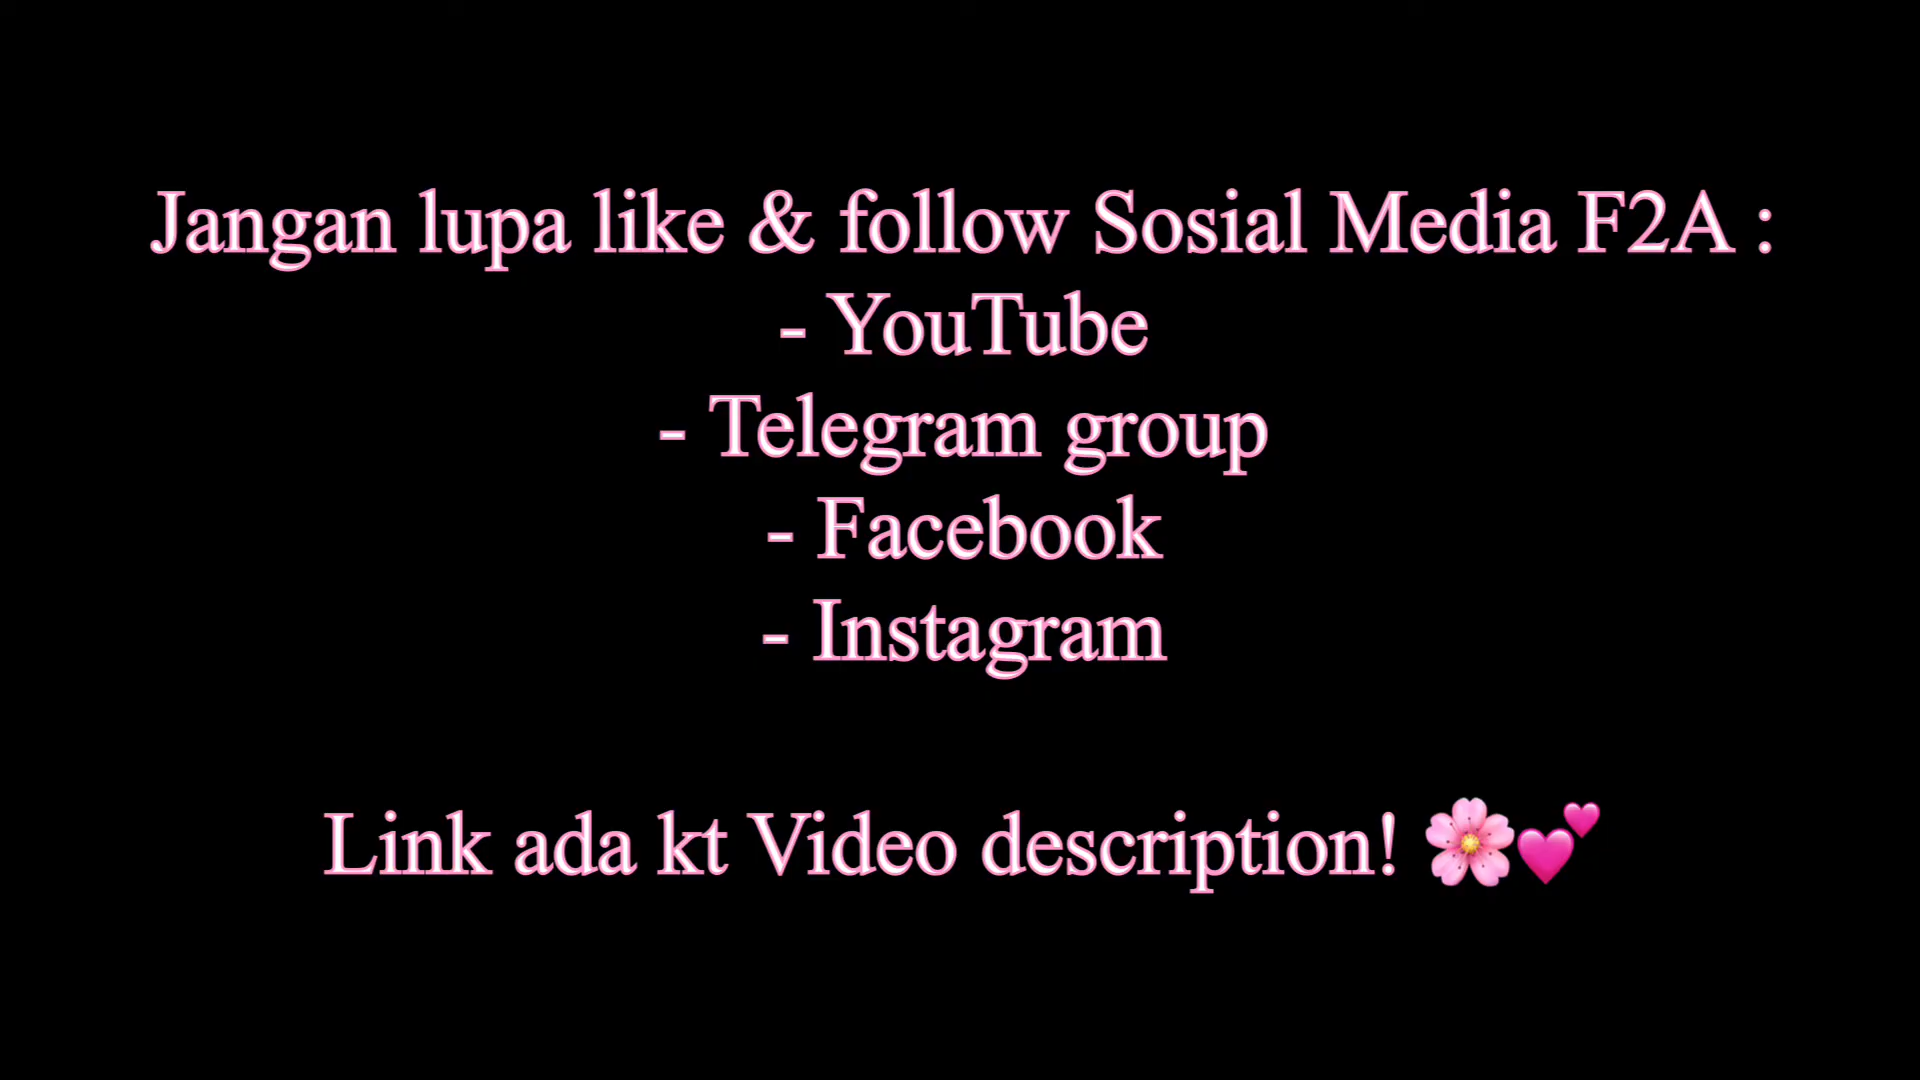 Jangan lupa like & follow Sosial Media F2A :
- YouTube
- Telegram group
- Facebook
- Instagram
Link ada kt Video description! 🌸💕